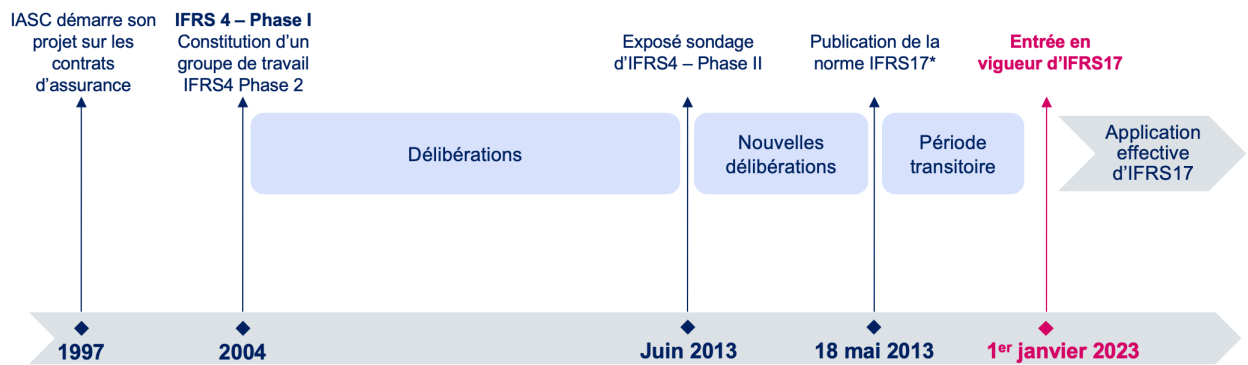 IASC démarre son
projet sur les
contrats
d'assurance
IFRS 4 – Phase I
Constitution d'un
groupe de travail
IFRS4 Phase 2
Exposé sondage
d'IFRS4 – Phase II
Publication de la
norme IFRS17*
Entrée en
vigueur d'IFRS17
Délibérations
Nouvelles
délibérations
Période
transitoire
Application
effective
d'IFRS17
1997
2004
Juin 2013
18 mai 2013
1er janvier 2023